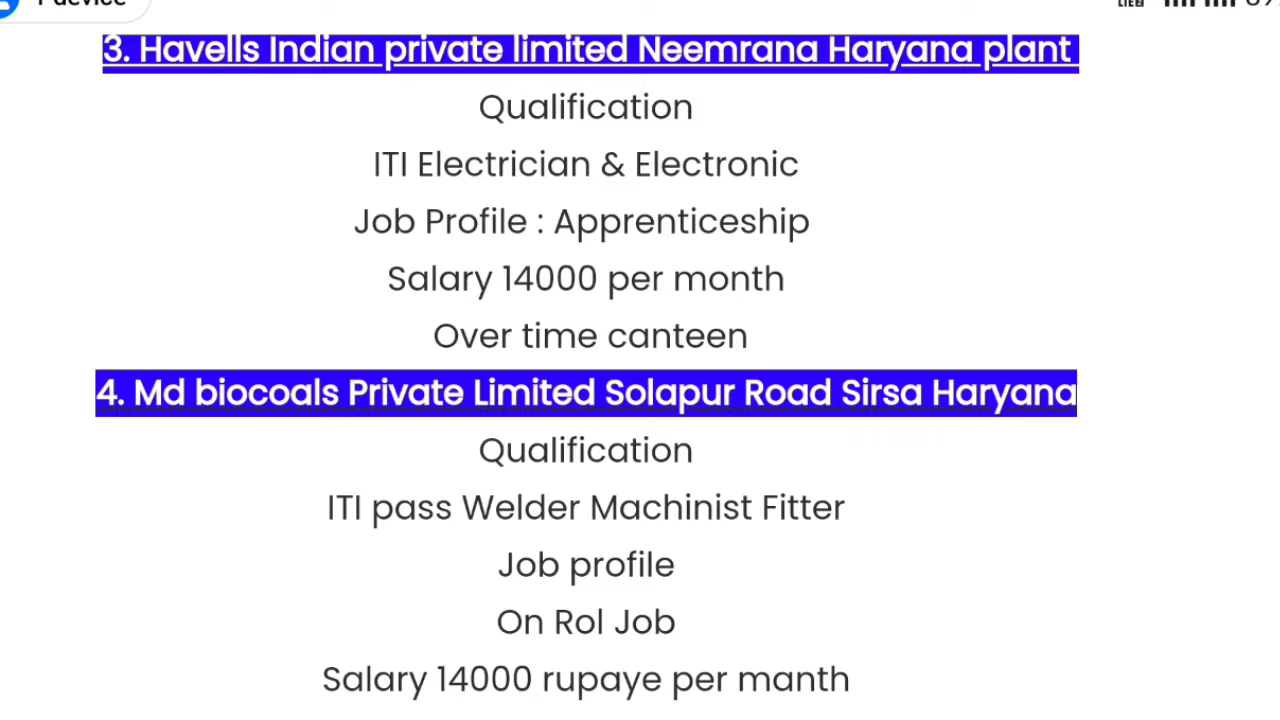 1 device
3. Havells Indian private limited Neemrana Haryana plant
Qualification
ITI Electrician & Electronic
Job Profile : Apprenticeship
Salary 14000 per month
Over time canteen
4. Md biocoals Private Limited Solapur Road Sirsa Haryana
Qualification
ITI pass Welder Machinist Fitter
Job profile
On Rol Job
Salary 14000 rupaye per manth